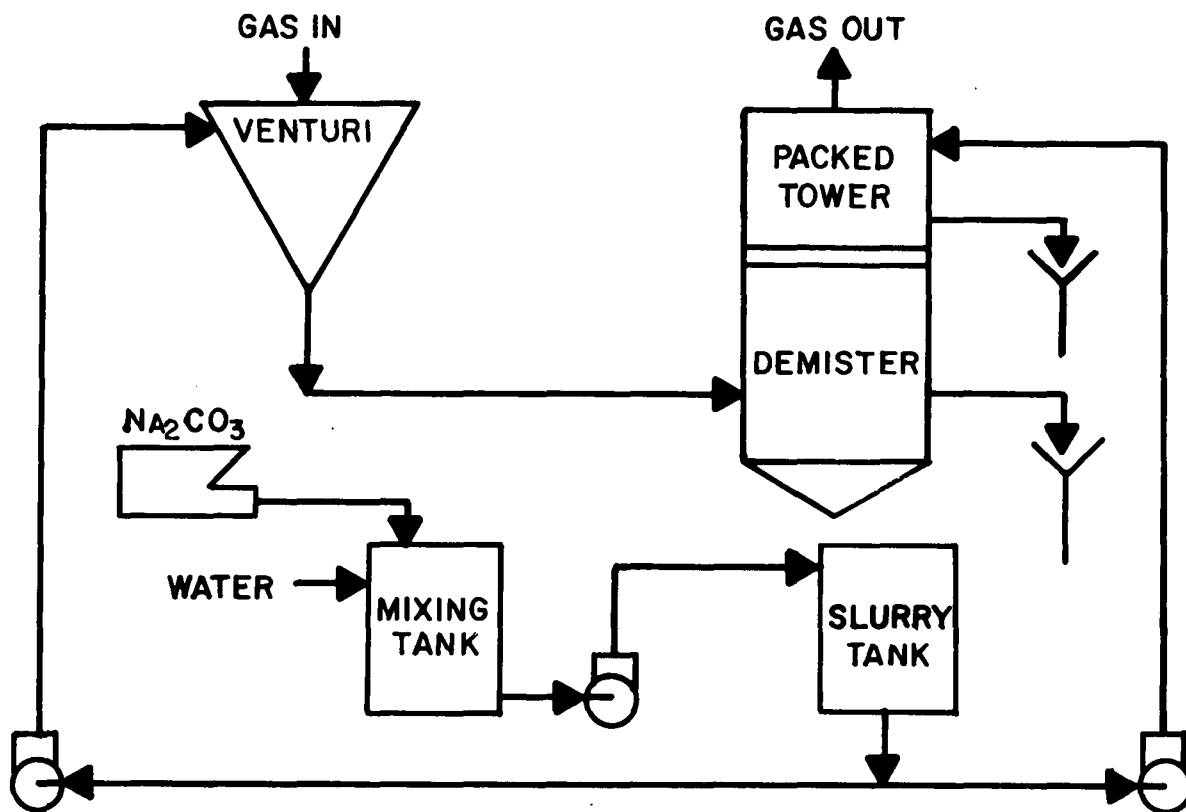 GAS IN
GAS OUT
VENTURI
PACKED
TOWER
DEMISTER
NA2CO3
WATER
MIXING
TANK
SLURRY
TANK